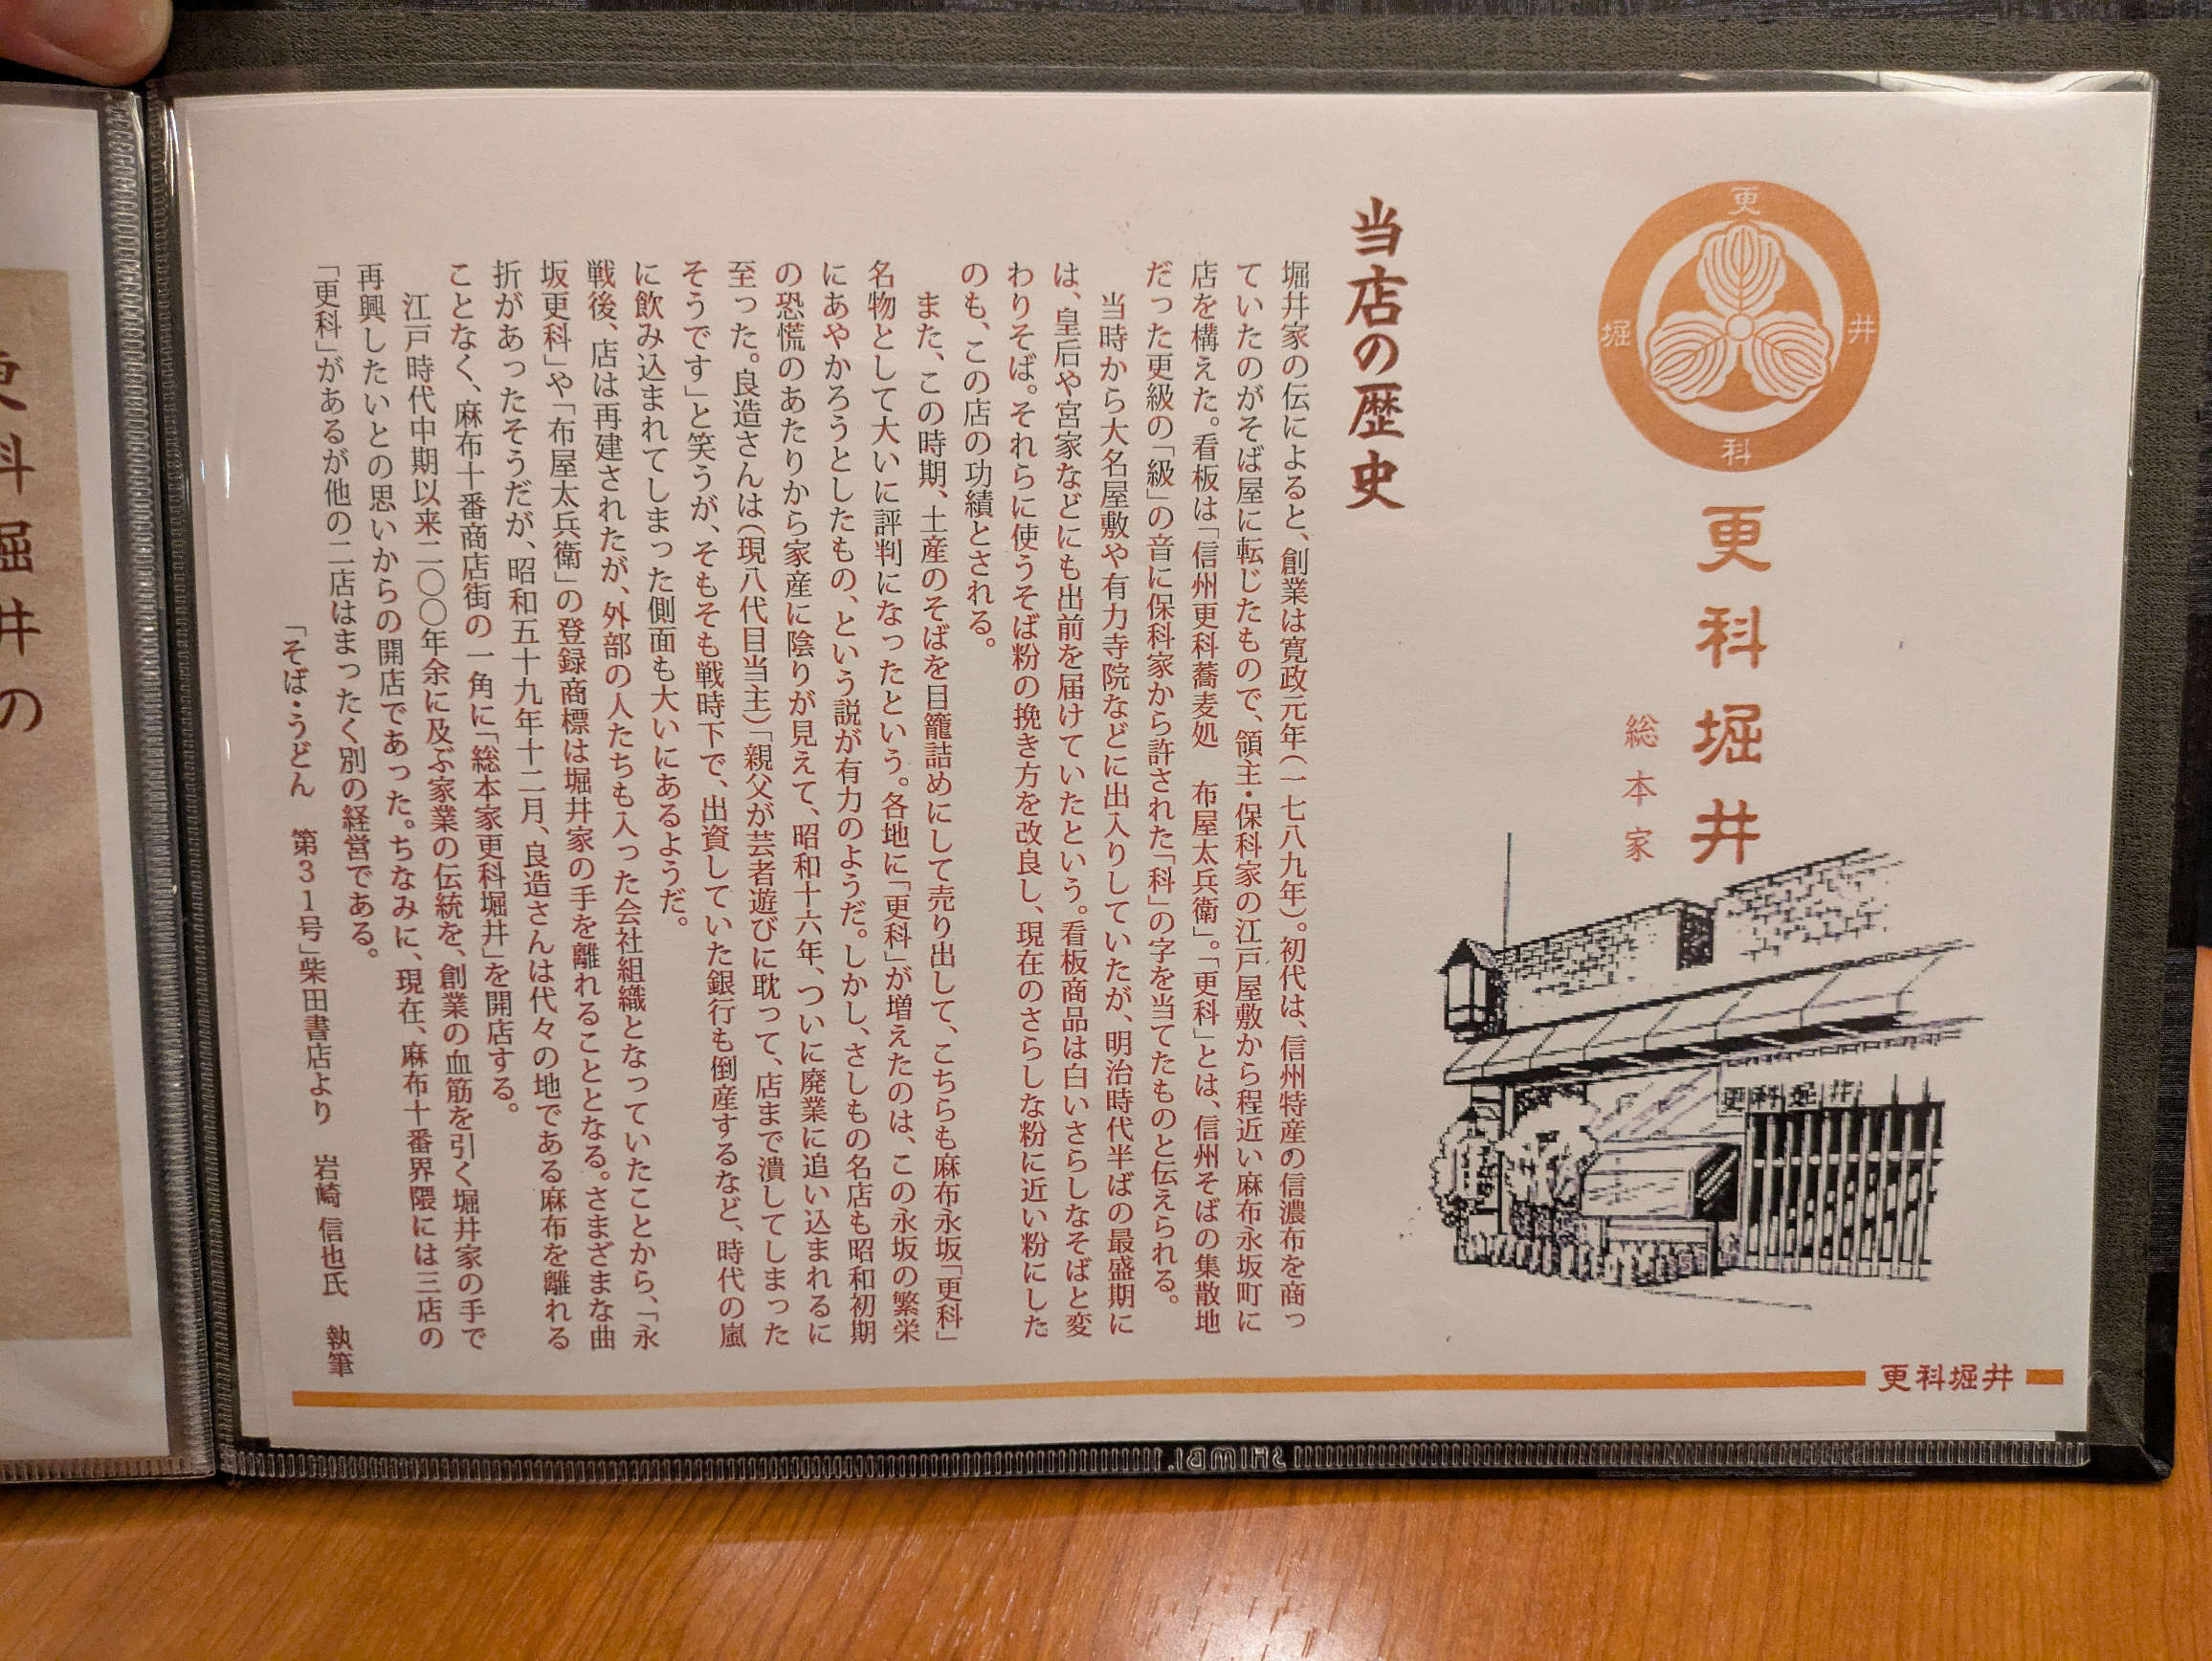 更
井
堀
科
更科堀井
総本家
更科堀井
当店の歴史
堀井家の伝によると、創業は寛政元年(一七八九年)。初代は、信州特産の信濃布を商っ
ていたのがそば屋に転じたもので、領主・保科家の江戸屋敷から程近い麻布永坂町に
店を構えた。看板は「信州更科蕎麦処　布屋太兵衛」。「更科」とは、信州そばの集散地
だった更級の「級」の音に保科家から許された「科」の字を当てたものと伝えられる。
当時から大名屋敷や有力寺院などに出入りしていたが、明治時代半ばの最盛期に
は、皇后や宮家などにも出前を届けていたという。看板商品は白いさらしなそばと変
わりそば。それらに使うそば粉の挽き方を改良し、現在のさらしな粉に近い粉にした
のも、この店の功績とされる。
また、この時期、土産のそばを目籠詰めにして売り出して、こちらも麻布永坂「更科」
名物として大いに評判になったという。各地に「更科」が増えたのは、この永坂の繁栄
にあやかろうとしたもの、という説が有力のようだ。しかし、さしもの名店も昭和初期
の恐慌のあたりから家産に陰りが見えて、昭和十六年、ついに廃業に追い込まれるに
至った。良造さんは(現八代目当主)「親父が芸者遊びに耽って、店まで潰してしまった
そうです」と笑うが、そもそも戦時下で、出資していた銀行も倒産するなど、時代の嵐
に飲み込まれてしまった側面も大いにあるようだ。
戦後、店は再建されたが、外部の人たちも入った会社組織となっていたことから、「永
坂更科」や「布屋太兵衛」の登録商標は堀井家の手を離れることとなる。さまざまな曲
折があったそうだが、昭和五十九年十二月、良造さんは代々の地である麻布を離れる
ことなく、麻布十番商店街の一角に「総本家更科堀井」を開店する。
江戸時代中期以来二〇〇年余に及ぶ家業の伝統を、創業の血筋を引く堀井家の手で
再興したいとの思いからの開店であった。ちなみに、現在、麻布十番界隈には三店の
「更科」があるが他の二店はまったく別の経営である。
「そば・うどん　第31号」柴田書店より　岩崎 信也氏　執筆
更科堀井
更科堀井の
SHIMBI.